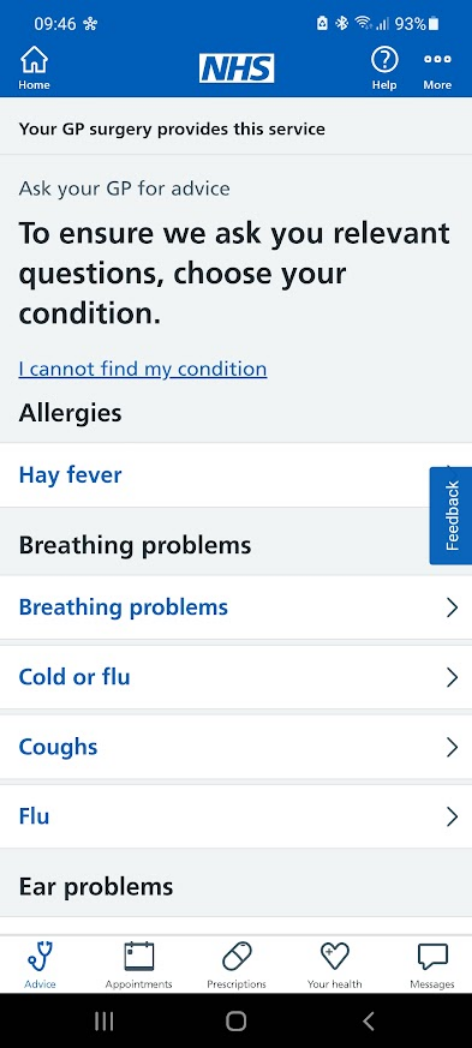 09:46 93%
NHS
Home Help More
Your GP surgery provides this service
Ask your GP for advice
To ensure we ask you relevant
questions, choose your
condition.
I cannot find my condition
Allergies
Hay fever
Feedback
Breathing problems
Breathing problems
Cold or flu
Coughs
Flu
Ear problems
Advice Appointments Prescriptions Your health Messages